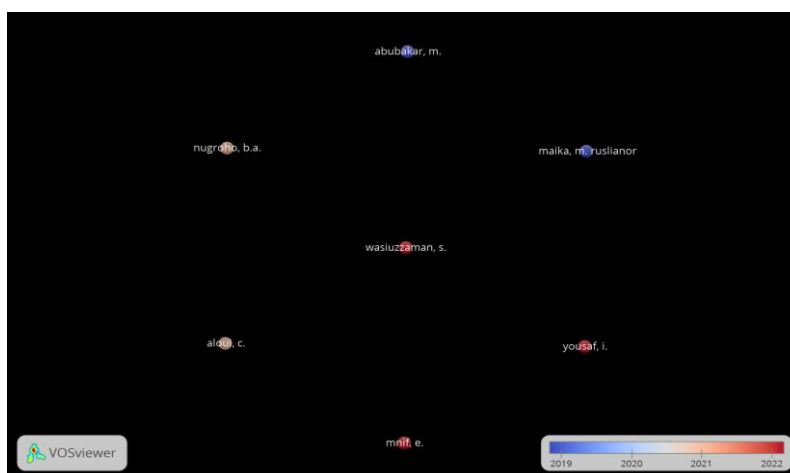 abubakar, m.
nugroho, b.a.
maika, m. ruslianor
wasiuzzaman, s.
aloui, c.
yousaf, i.
mnif, e.
VOSviewer
2019 2020 2021 2022